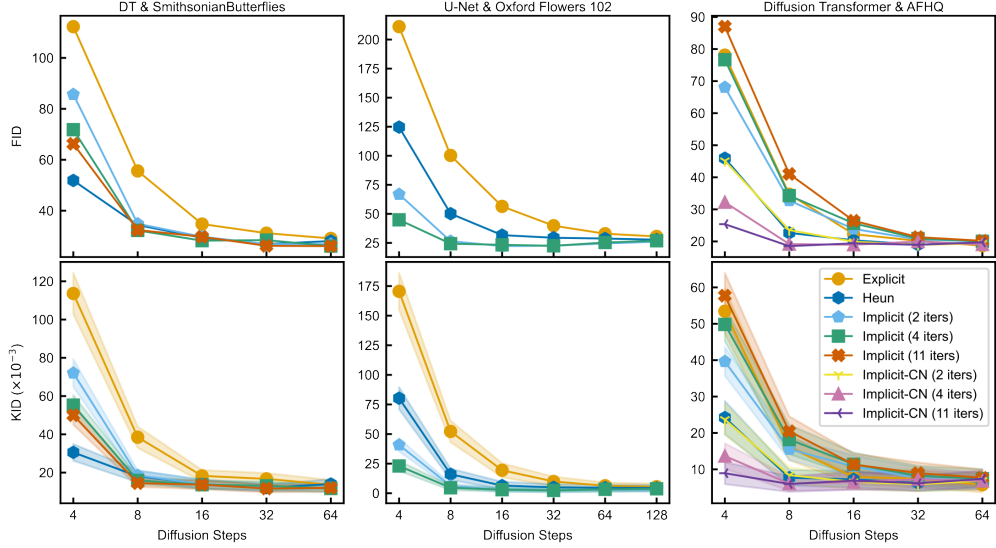 DT & SmithsonianButterflies
U-Net & Oxford Flowers 102
Diffusion Transformer & AFHQ
FID
100
80
60
40
200
175
150
125
100
75
50
25
90
80
70
60
50
40
30
20
KID (×10⁻³)
120
100
80
60
40
20
175
150
125
100
75
50
25
0
60
50
40
30
20
10
Explicit
Heun
Implicit (2 iters)
Implicit (4 iters)
Implicit (11 iters)
Implicit-CN (2 iters)
Implicit-CN (4 iters)
Implicit-CN (11 iters)
4 8 16 32 64
4 8 16 32 64 128
4 8 16 32 64
Diffusion Steps
Diffusion Steps
Diffusion Steps